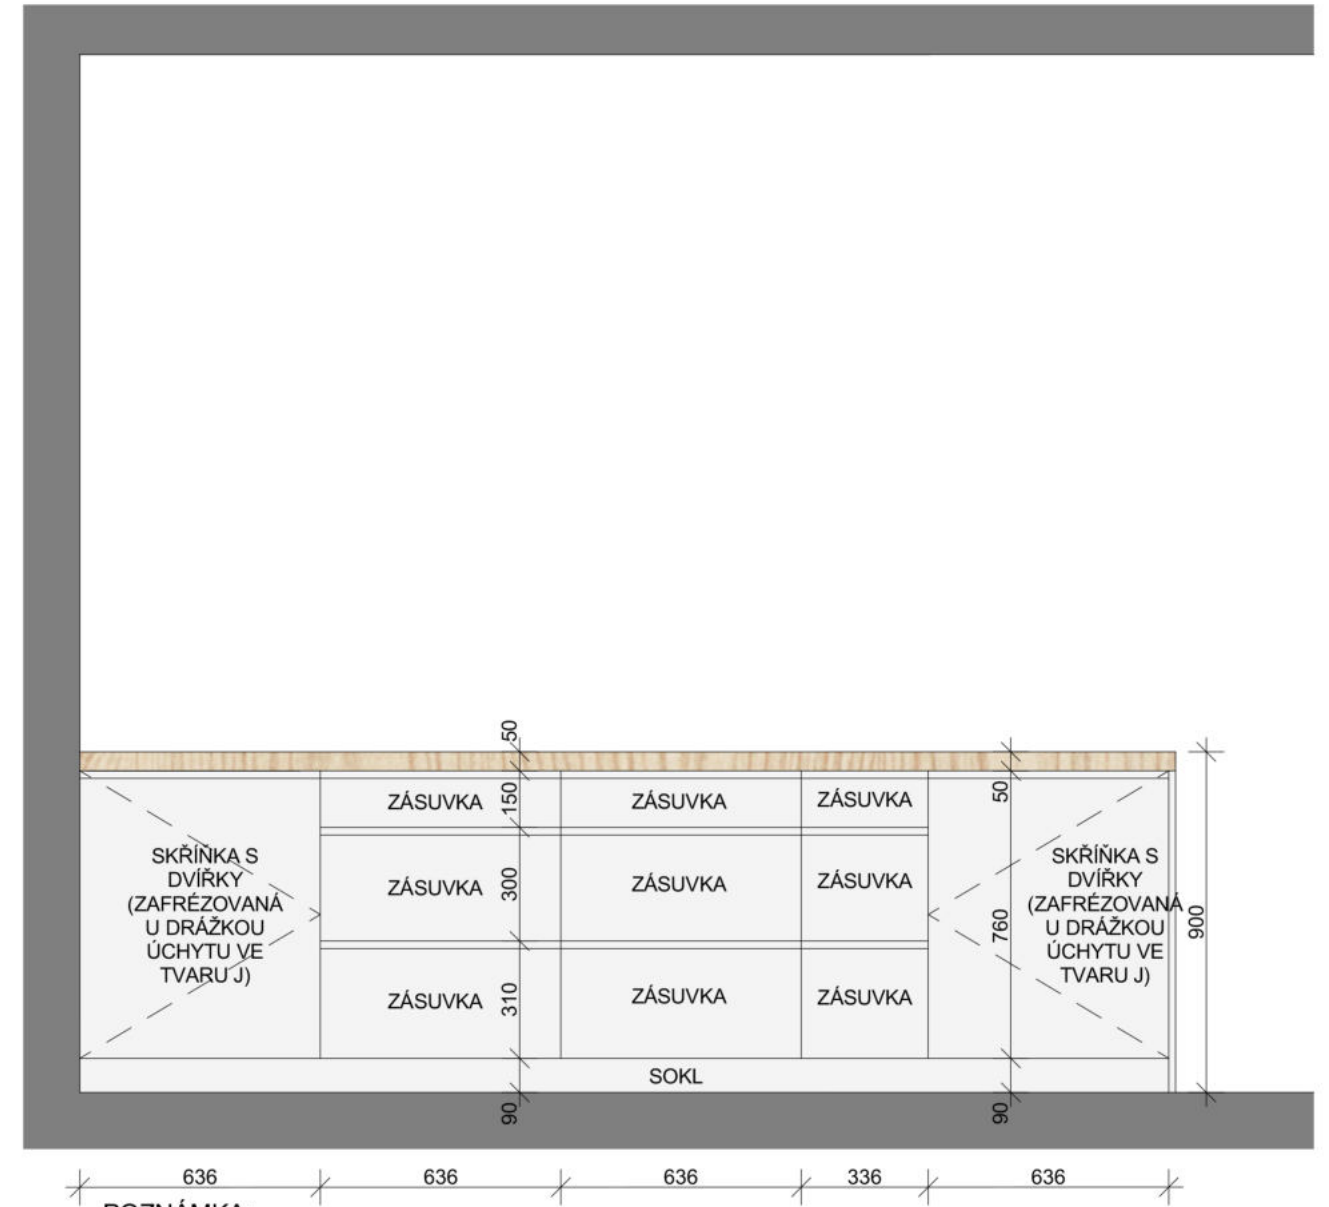 50
150
50
ZÁSUVKA
ZÁSUVKA
ZÁSUVKA
SKŘÍŇKA S
DVÍŘKY
(ZAFRÉZOVANÁ
U DRÁŽKOU
ÚCHYTU VE
TVARU J)
ZÁSUVKA
300
ZÁSUVKA
ZÁSUVKA
760
SKŘÍŇKA S
DVÍŘKY
(ZAFRÉZOVANÁ
U DRÁŽKOU
ÚCHYTU VE
TVARU J)
900
ZÁSUVKA
310
ZÁSUVKA
ZÁSUVKA
SOKL
90
90
636
636
636
336
636
POZNÁMKA